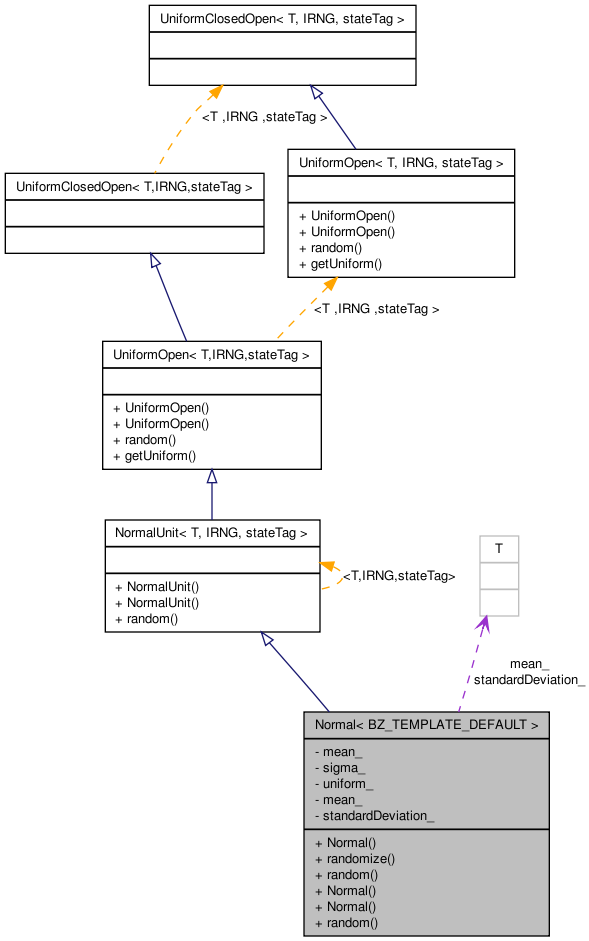 UniformClosedOpen< T, IRNG, stateTag >
<T ,IRNG ,stateTag >
UniformOpen< T, IRNG, stateTag >
+ UniformOpen()
+ UniformOpen()
+ random()
+ getUniform()
UniformClosedOpen< T,IRNG,stateTag >
<T ,IRNG ,stateTag >
UniformOpen< T,IRNG,stateTag >
+ UniformOpen()
+ UniformOpen()
+ random()
+ getUniform()
NormalUnit< T, IRNG, stateTag >
+ NormalUnit()
+ NormalUnit()
+ random()
<T,IRNG,stateTag>
T
mean_
standardDeviation_
Normal< BZ_TEMPLATE_DEFAULT >
- mean_
- sigma_
- uniform_
- mean_
- standardDeviation_
+ Normal()
+ randomize()
+ random()
+ Normal()
+ Normal()
+ random()